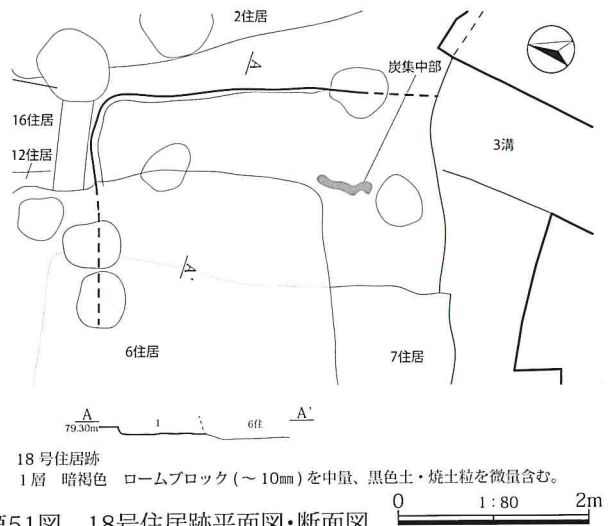 2住居
A
炭集中部
16住居
3溝
12住居
A'
6住居
7住居
A
A'
79.30m
1
6住
18号住居跡
1層 暗褐色 ロームブロック(～10㎜)を中量、黒色土・焼土粒を微量含む。
第51図 18号住居跡平面図・断面図
0 1:80 2m